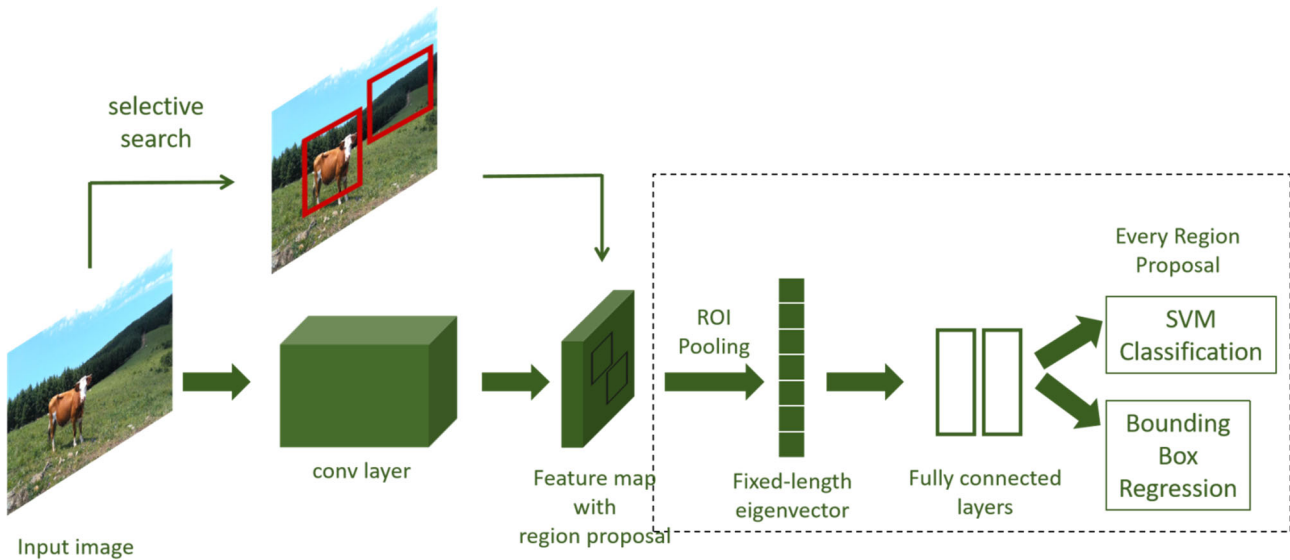 selective
search
Every Region
Proposal
ROI
Pooling
SVM
Classification
conv layer
Feature map
with
region proposal
Fixed-length
eigenvector
Fully connected
layers
Bounding
Box
Regression
Input image